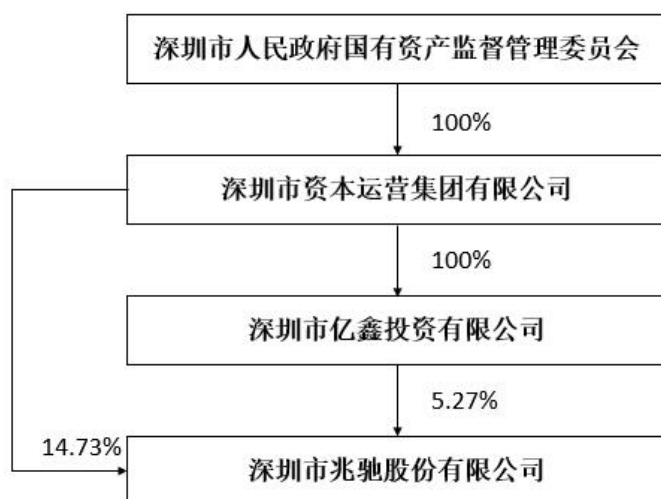 深圳市人民政府国有资产监督管理委员会
100%
深圳市资本运营集团有限公司
100%
深圳市亿鑫投资有限公司
5.27%
14.73%
深圳市兆驰股份有限公司